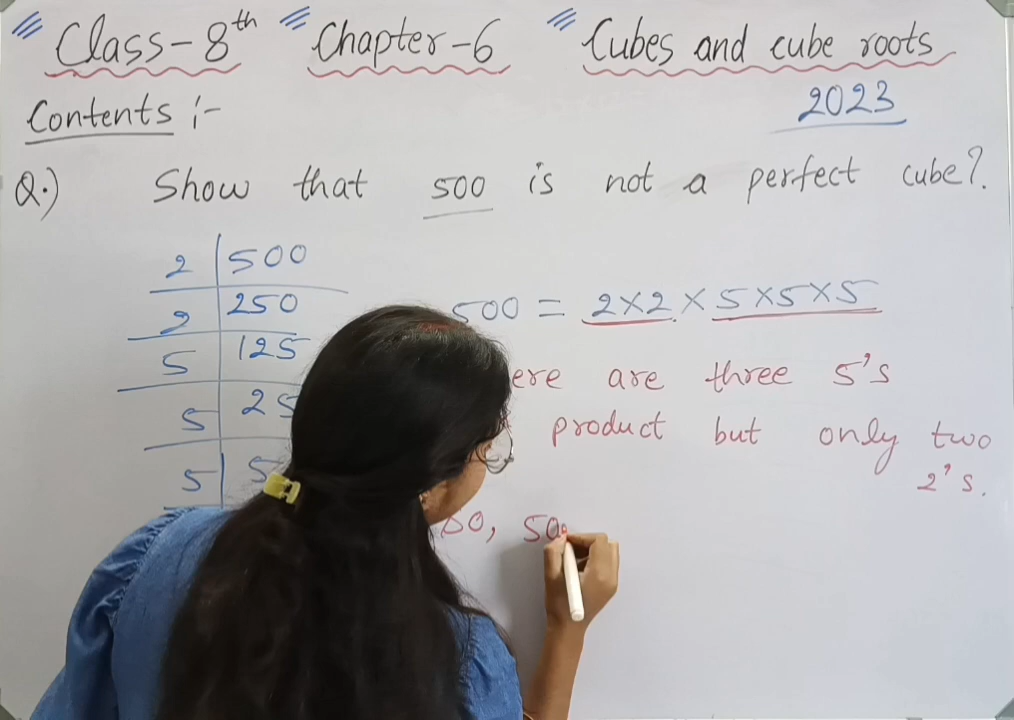 Class-8th Chapter-6 Cubes and cube roots
2023
Contents :-
Q.) Show that 500 is not a perfect cube?
2 | 500
2 | 250
5 | 125
5 | 25
5 | 5
500 = 2×2×5×5×5
are three 5's
product but only two
2's.